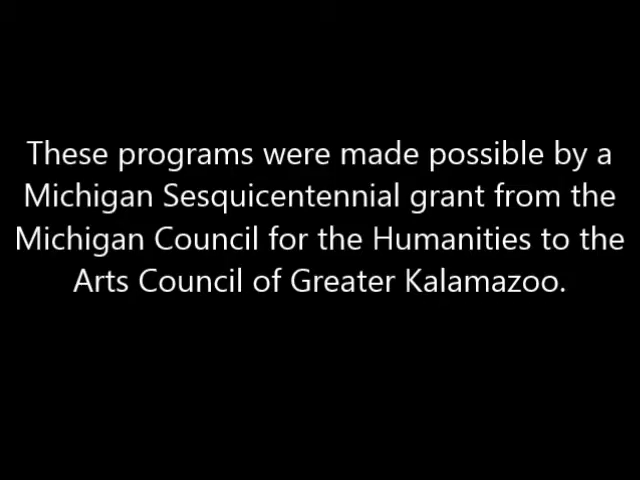 These programs were made possible by a
Michigan Sesquicentennial grant from the
Michigan Council for the Humanities to the
Arts Council of Greater Kalamazoo.